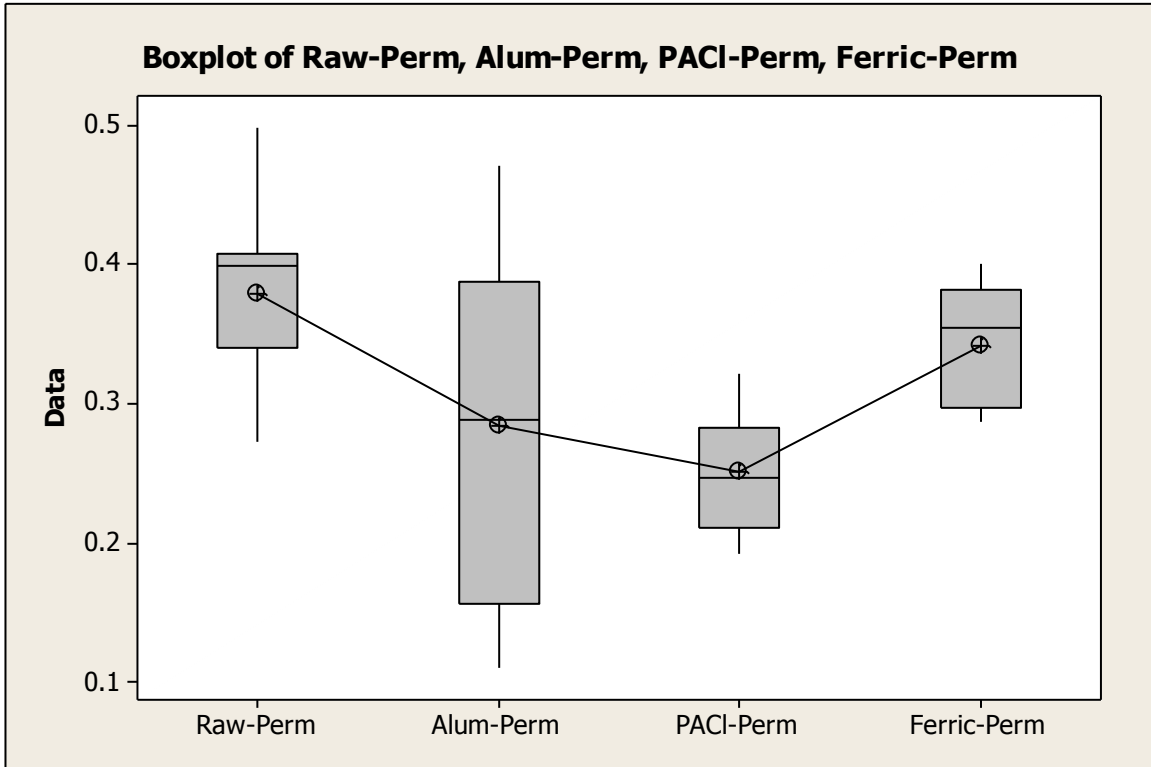 Boxplot of Raw-Perm, Alum-Perm, PACl-Perm, Ferric-Perm
Data
0.5
0.4
0.3
0.2
0.1
Raw-Perm Alum-Perm PACl-Perm Ferric-Perm